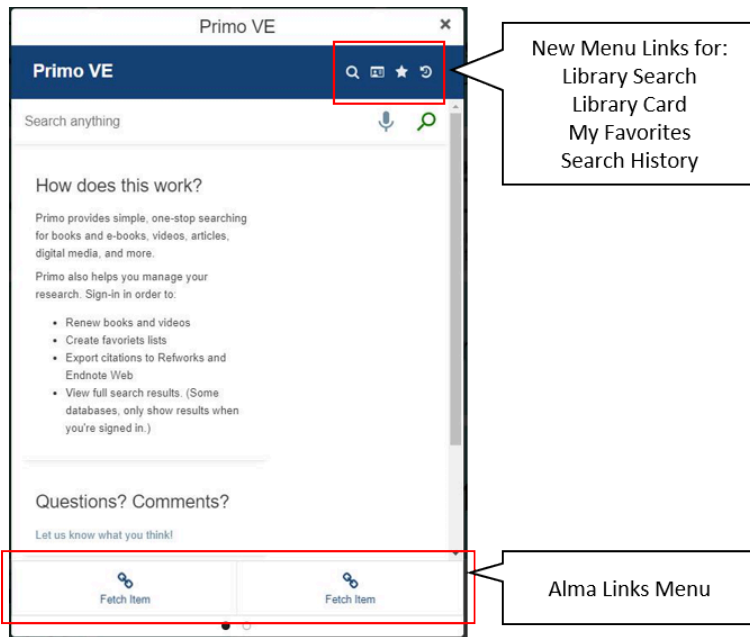 Primo VE
Primo VE
New Menu Links for:
Library Search
Library Card
My Favorites
Search History
Search anything
How does this work?
Primo provides simple, one-stop searching
for books and e-books, videos, articles,
digital media, and more.
Primo also helps you manage your
research. Sign-in in order to:
Renew books and videos
Create favoriets lists
Export citations to Refworks and
Endnote Web
View full search results. (Some
databases, only show results when
you're signed in.)
Questions? Comments?
Let us know what you think!
Fetch Item
Fetch Item
Alma Links Menu